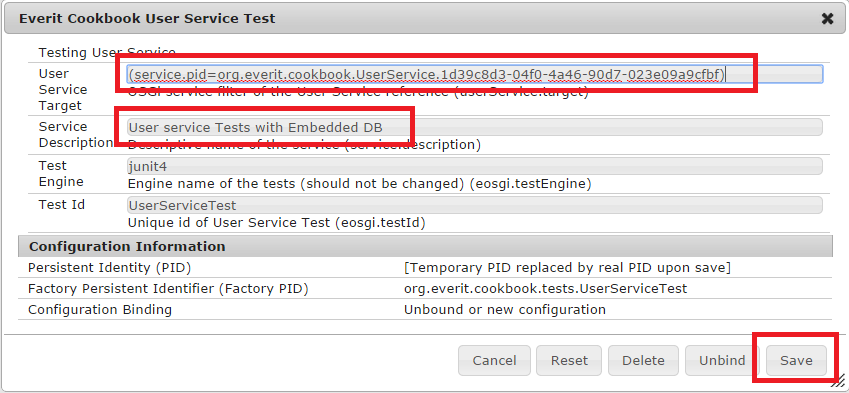 Everit Cookbook User Service Test
Testing User Service
User Service Target
(service.pid=org.everit.cookbook.UserService.1d39c8d3-04f0-4a46-90d7-023e09a9cfbf)
OSGi service filter of the User Service reference (userService.target)
Service Description
User service Tests with Embedded DB
Descriptive name of the service (service.description)
Test Engine
junit4
Engine name of the tests (should not be changed) (eosgi.testEngine)
Test Id
UserServiceTest
Unique id of User Service Test (eosgi.testId)
Configuration Information
Persistent Identity (PID) [Temporary PID replaced by real PID upon save]
Factory Persistent Identifier (Factory PID) org.everit.cookbook.tests.UserServiceTest
Configuration Binding Unbound or new configuration
Cancel Reset Delete Unbind Save